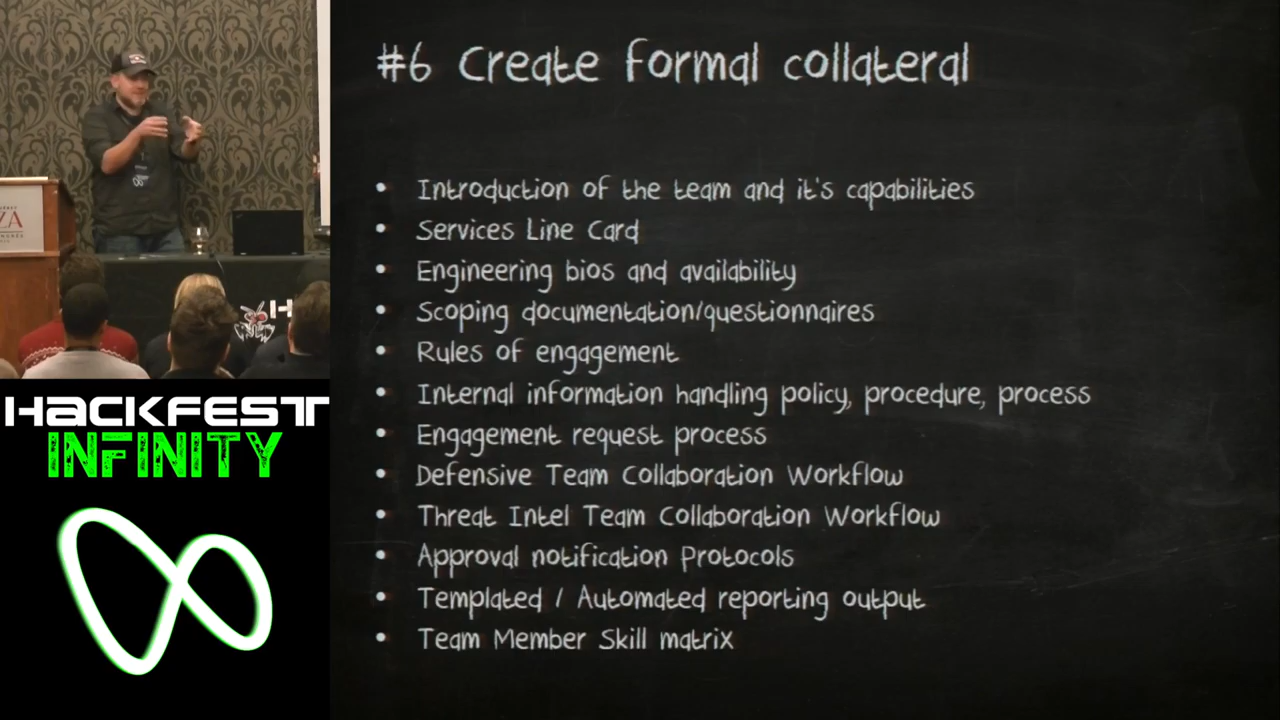 #6 Create formal collateral
• Introduction of the team and it's capabilities
• Services Line Card
• Engineering bios and availability
• Scoping documentation/questionnaires
• Rules of engagement
• Internal information handling policy, procedure, process
• Engagement request process
• Defensive Team Collaboration Workflow
• Threat Intel Team Collaboration Workflow
• Approval notification Protocols
• Templated / Automated reporting output
• Team Member Skill matrix
HACKFEST
INFINITY